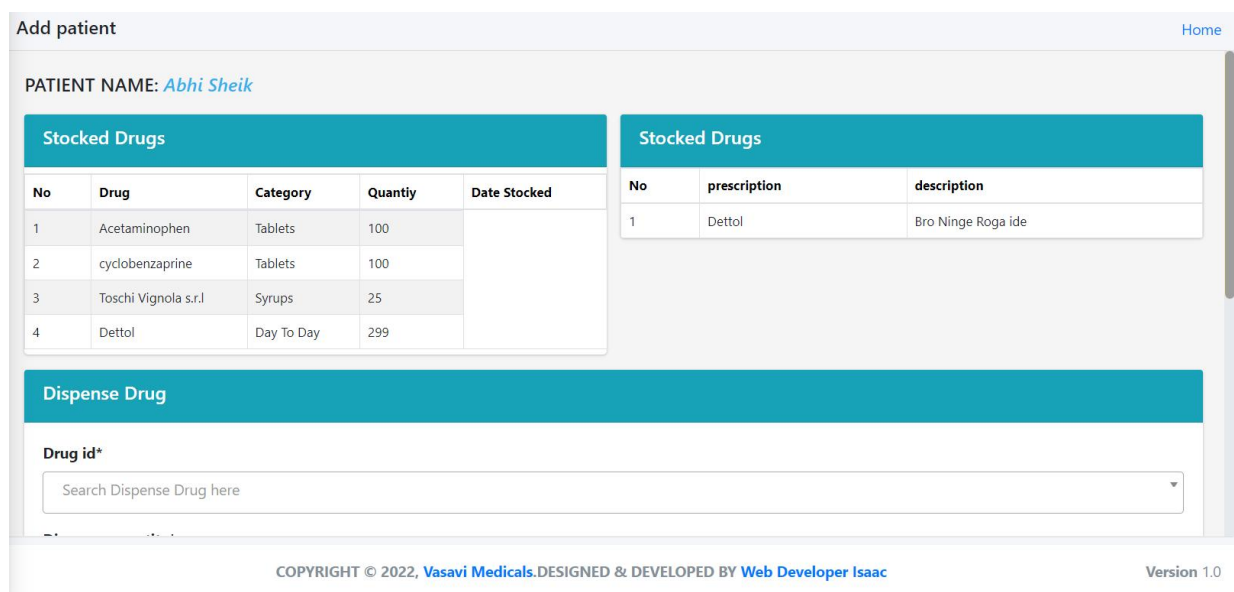 Add patient Home
PATIENT NAME: Abhi Sheik
Stocked Drugs
No Drug Category Quantiy Date Stocked
1 Acetaminophen Tablets 100
2 cyclobenzaprine Tablets 100
3 Toschi Vignola s.r.l Syrups 25
4 Dettol Day To Day 299
Stocked Drugs
No prescription description
1 Dettol Bro Ninge Roga ide
Dispense Drug
Drug id*
Search Dispense Drug here
COPYRIGHT © 2022, Vasavi Medicals.DESIGNED & DEVELOPED BY Web Developer Isaac Version 1.0